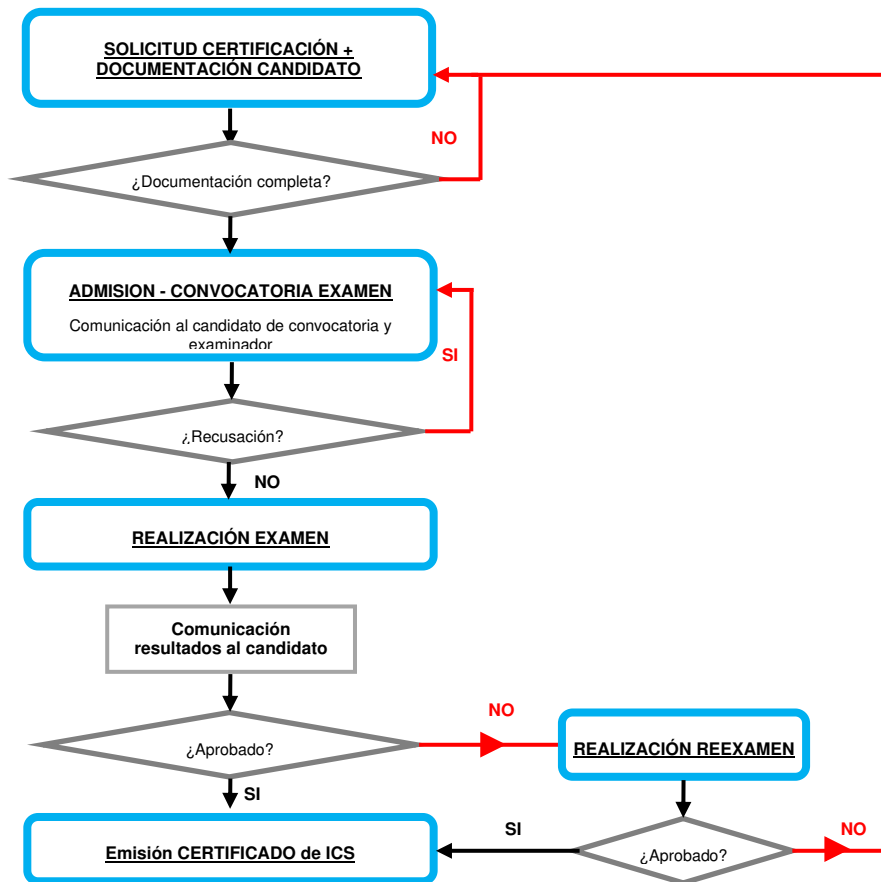 SOLICITUD CERTIFICACIÓN +
DOCUMENTACIÓN CANDIDATO
NO
¿Documentación completa?
ADMISION - CONVOCATORIA EXAMEN
Comunicación al candidato de convocatoria y
examinador
SI
¿Recusación?
NO
REALIZACIÓN EXAMEN
Comunicación
resultados al candidato
NO
¿Aprobado?
REALIZACIÓN REEXAMEN
SI
SI
NO
Emisión CERTIFICADO de ICS
¿Aprobado?